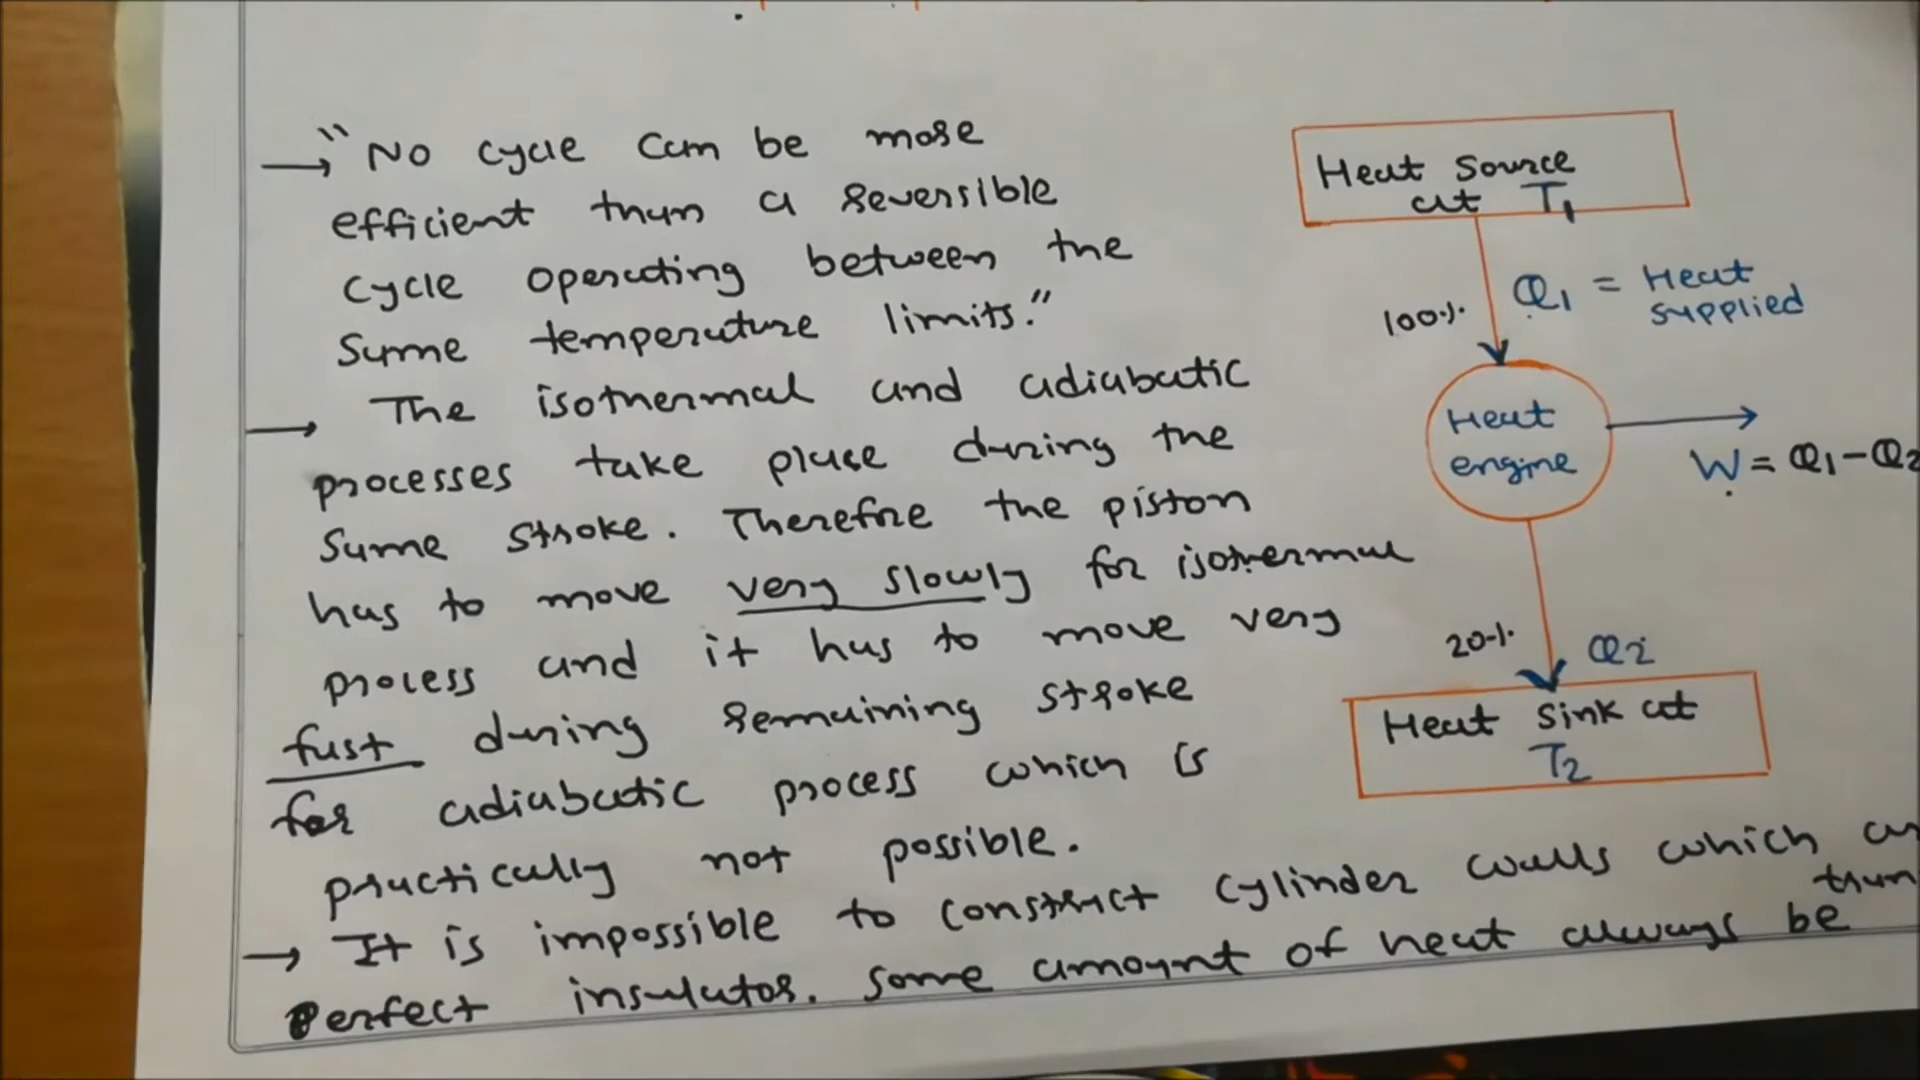 → "No cycle can be more
efficient than a reversible
cycle operating between the
same temperature limits."
→ The isothermal and adiabatic
processes take place during the
same stroke. Therefore the piston
has to move very slowly for isothermal
process and it has to move very
fast during remaining stroke
for adiabatic process which is
practically not possible.
→ It is impossible to construct cylinder walls which
perfect insulator. Some amount of heat always be
Heat source
at T1
100% Q1 = Heat
supplied
Heat
engine
W = Q1-Q2
20% Q2
Heat sink at
T2